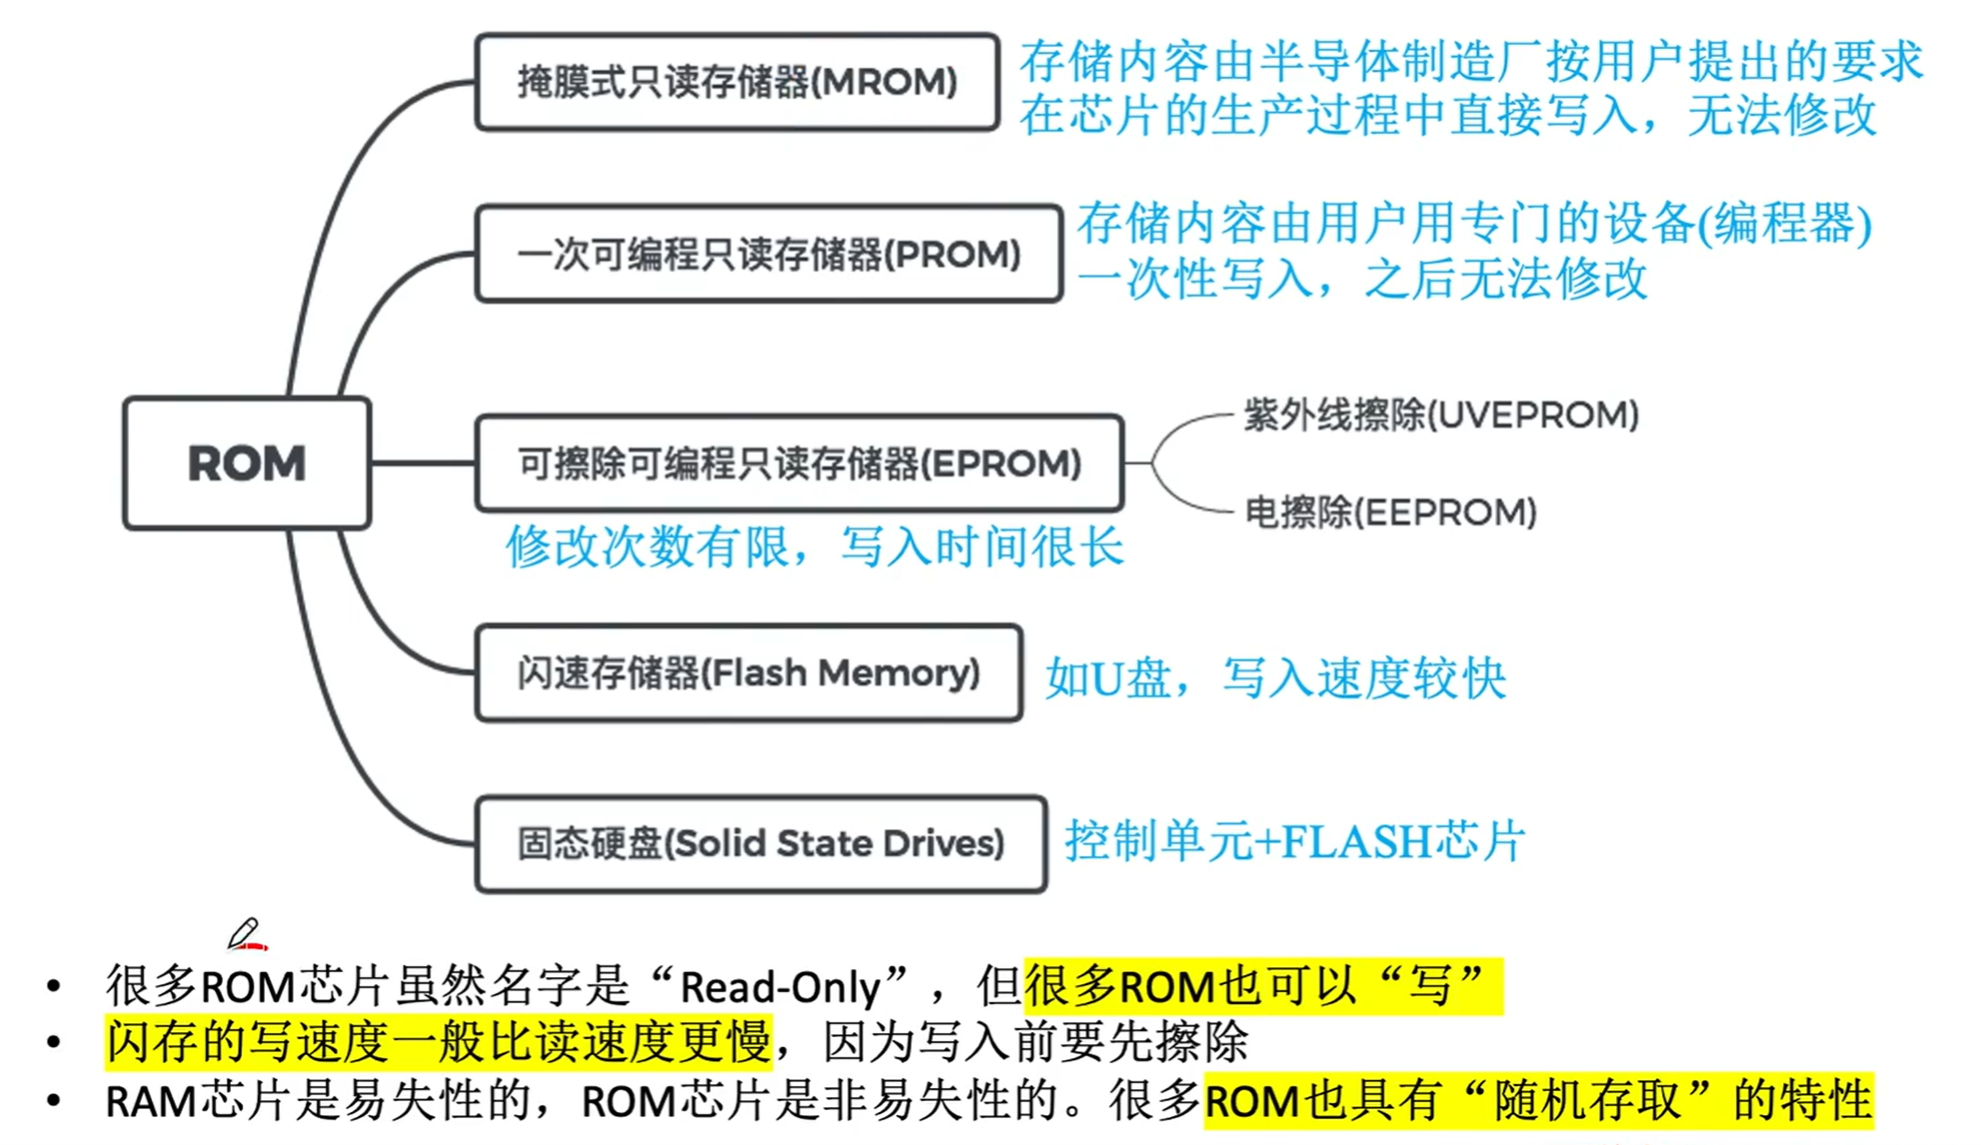 掩膜式只读存储器(MROM)
存储内容由半导体制造厂按用户提出的要求
在芯片的生产过程中直接写入，无法修改
一次可编程只读存储器(PROM)
存储内容由用户用专门的设备(编程器)
一次性写入，之后无法修改
ROM
可擦除可编程只读存储器(EPROM)
紫外线擦除(UVEPROM)
电擦除(EEPROM)
修改次数有限，写入时间很长
闪速存储器(Flash Memory)
如U盘，写入速度较快
固态硬盘(Solid State Drives)
控制单元+FLASH芯片
• 很多ROM芯片虽然名字是“Read-Only”，但很多ROM也可以“写”
• 闪存的写速度一般比读速度更慢，因为写入前要先擦除
• RAM芯片是易失性的，ROM芯片是非易失性的。很多ROM也具有“随机存取”的特性